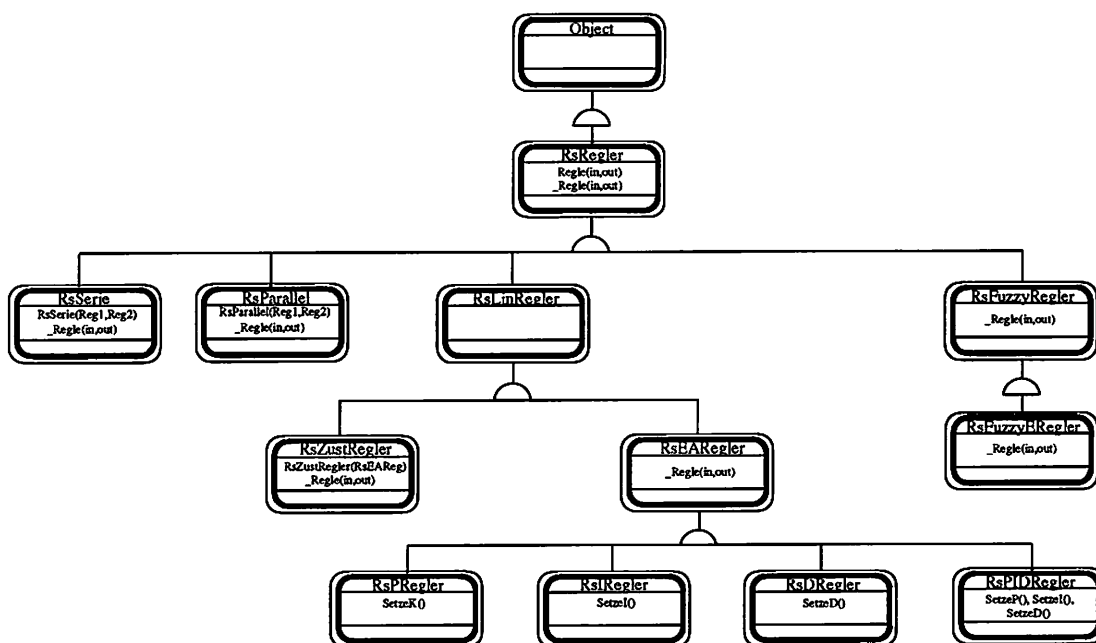 Object
RsRegler
Regle(in,out)
_Regle(in,out)
RsSerie
RsSerie(Reg1,Reg2)
_Regle(in,out)
RsParallel
RsParallel(Reg1,Reg2)
_Regle(in,out)
RsLinRegler
RsFuzzyRegler
_Regle(in,out)
RsZustRegler
RsZustRegler(RsEAReg)
_Regle(in,out)
RsEARegler
_Regle(in,out)
RsFuzzyERegler
_Regle(in,out)
RsPRegler
SetzeK()
RsIRegler
SetzeI()
RsDRegler
SetzeD()
RsPIDRegler
SetzeP(), SetzeI(),
SetzeD()